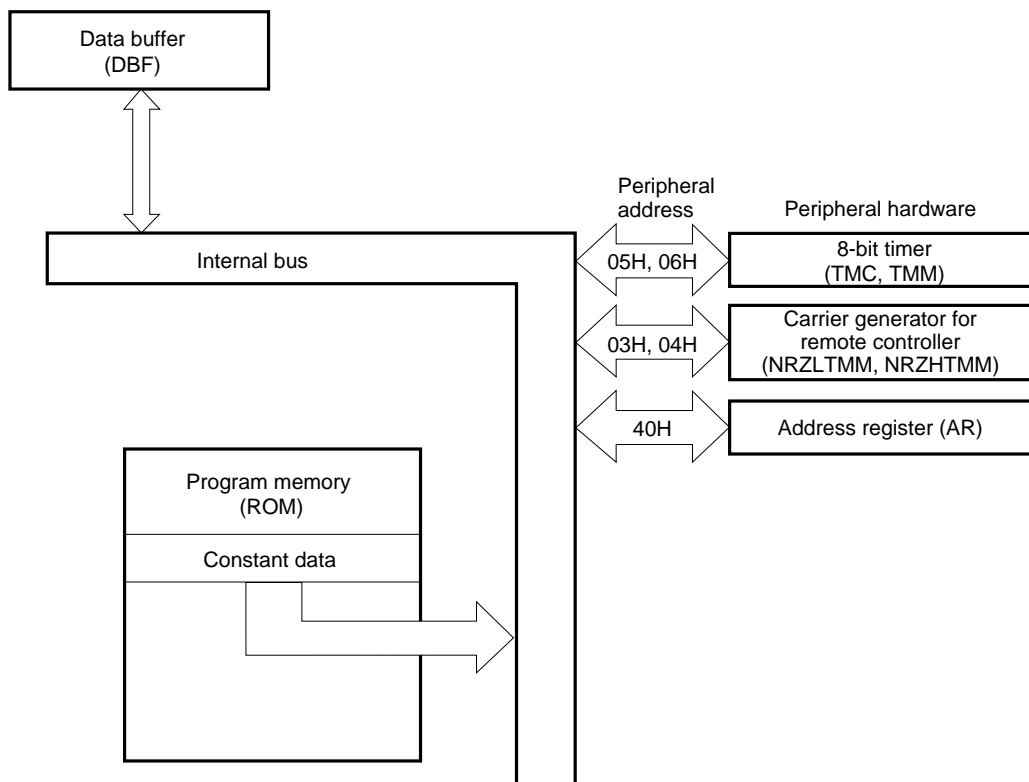 Data buffer
(DBF)
Peripheral
address
Peripheral hardware
Internal bus
05H, 06H
8-bit timer
(TMC, TMM)
03H, 04H
Carrier generator for
remote controller
(NRZLTMM, NRZHTMM)
40H
Address register (AR)
Program memory
(ROM)
Constant data